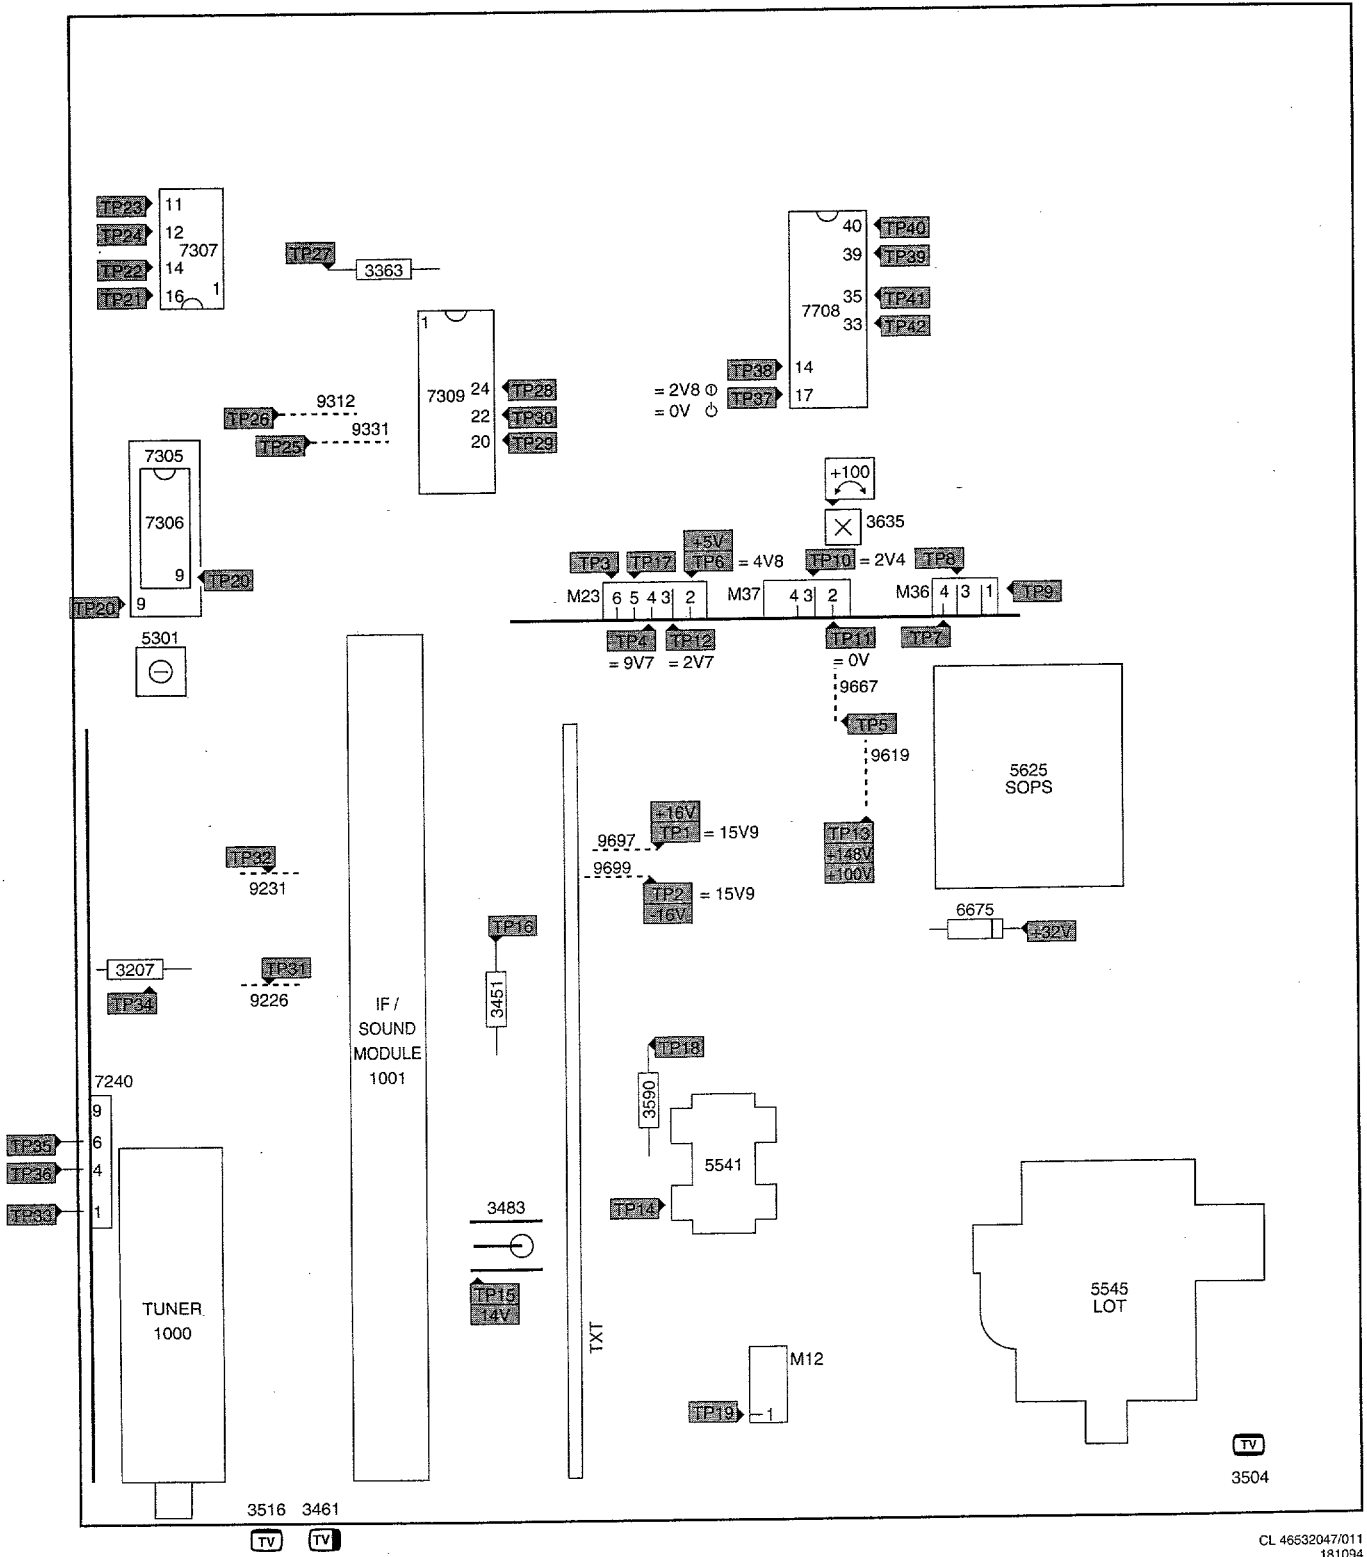 TP23 11
TP24 12
7307
TP22 14
TP21 16 1
TP27
3363
40 TP40
39 TP39
35 TP41
7708
33 TP42
TP38 14
= 2V8
TP37 17
= 0V
1
7309
24 TP28
22 TP30
20 TP29
9312
TP26
9331
TP25
7305
7306
9 TP20
TP20 9
5301
+100
3635
+5V
TP3 TP17 TP6 = 4V8
TP10 = 2V4
TP8
M23 6 5 4 3 2
M37 4 3 2
M36 4 3 1 TP9
TP4 TP12
= 9V7 = 2V7
TP11
= 0V
TP7
9667
TP5
9619
5625
SOPS
+16V
9697 TP1 = 15V9
9699
TP2 = 15V9
-16V
TP13
+148V
+100V
TP32
9231
6675
+32V
TP16
3451
3207
TP34
TP31
9226
IF /
SOUND
MODULE
1001
TP18
3590
5541
TP14
7240
9
TP35 6
TP36 4
TP33 1
3483
TP15
14V
TUNER
1000
TXT
5545
LOT
M12
TP19 1
TV
3504
3516 3461
TV TV
CL 46532047/011
181094